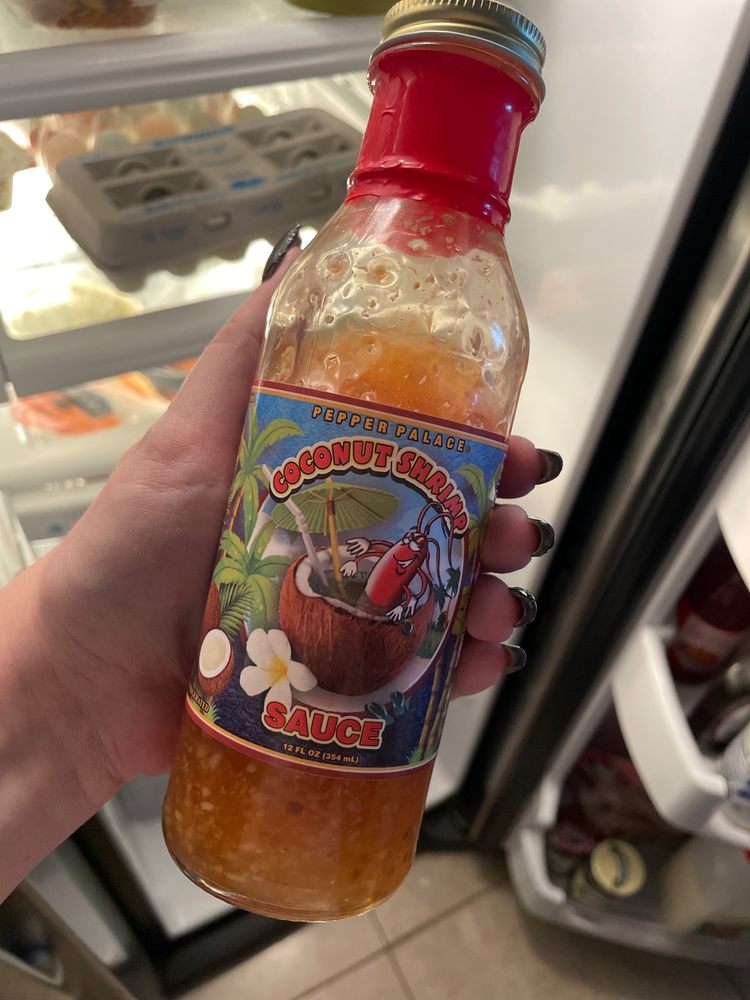 PEPPER PALACE®
COCONUT SHRIMP
SAUCE
12 FL OZ (354 mL)